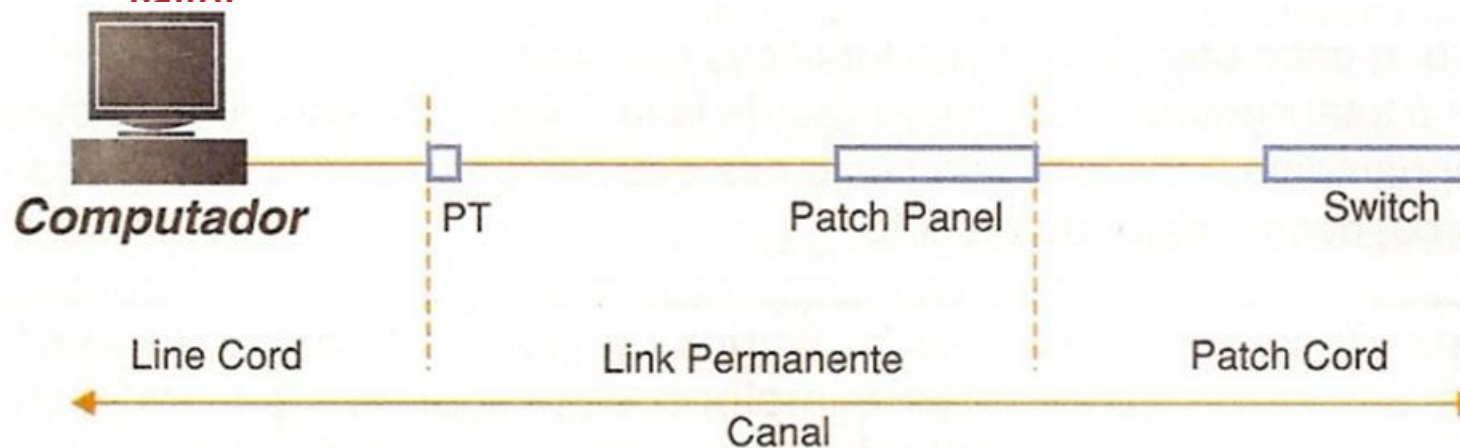 Computador
PT
Patch Panel
Switch
Line Cord
Link Permanente
Patch Cord
Canal